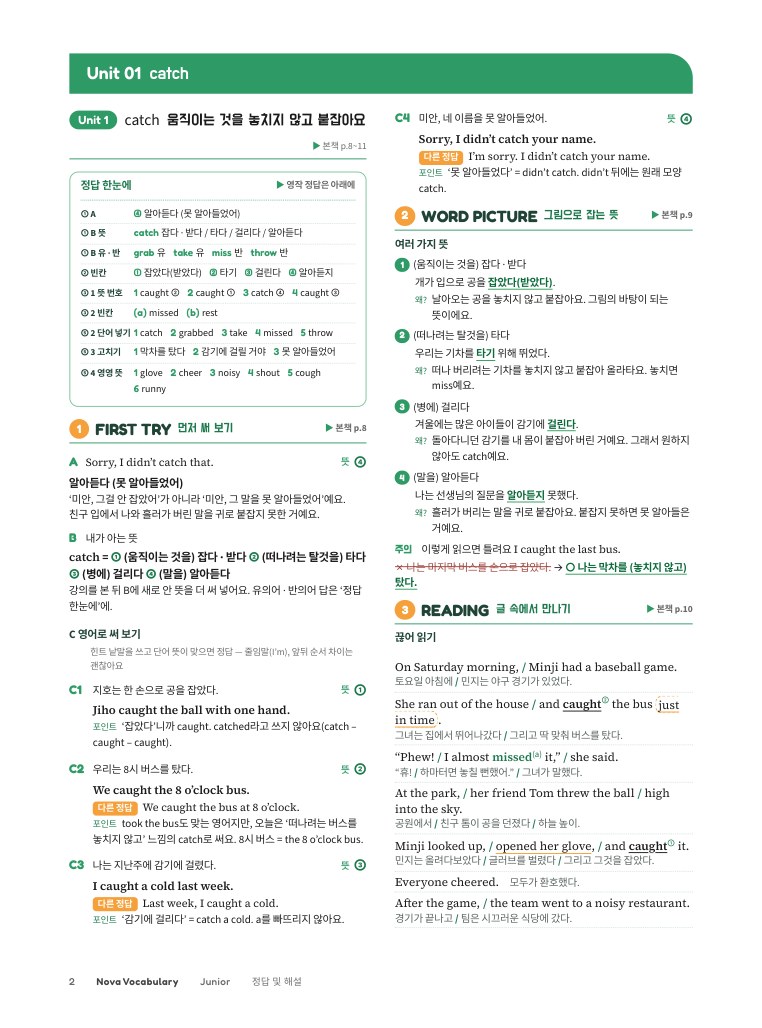 Unit 01 catch
Unit 1 catch 움직이는 것을 놓치지 않고 붙잡아요
▶ 본책 p.8~11
정답 한눈에 ▶ 영작 정답은 아래에
① A ④ 알아듣다 (못 알아들었어)
① B 뜻 catch 잡다 · 받다 / 타다 / 걸리다 / 알아듣다
① B 유 · 반 grab 유 take 유 miss 반 throw 반
② 빈칸 ① 잡았다(받았다) ② 타기 ③ 걸린다 ④ 알아듣지
③ 1 뜻 번호 1 caught ② 2 caught ① 3 catch ④ 4 caught ③
③ 2 빈칸 (a) missed (b) rest
③ 2 단어 넣기 1 catch 2 grabbed 3 take 4 missed 5 throw
③ 3 고치기 1 막차를 탔다 2 감기에 걸릴 거야 3 못 알아들었어
③ 4 영영 뜻 1 glove 2 cheer 3 noisy 4 shout 5 cough
6 runny
1 FIRST TRY 먼저 써 보기 ▶ 본책 p.8
A Sorry, I didn’t catch that. 뜻 ④
알아듣다 (못 알아들었어)
‘미안, 그걸 안 잡았어’가 아니라 ‘미안, 그 말을 못 알아들었어’예요.
친구 입에서 나와 흘러가 버린 말을 귀로 붙잡지 못한 거예요.
B 내가 아는 뜻
catch = ① (움직이는 것을) 잡다 · 받다 ② (떠나려는 탈것을) 타다
③ (병에) 걸리다 ④ (말을) 알아듣다
강의를 본 뒤 B에 새로 안 뜻을 더 써 넣어요. 유의어 · 반의어 답은 ‘정답
한눈에’에.
C 영어로 써 보기
힌트 낱말을 쓰고 단어 뜻이 맞으면 정답 — 줄임말(I’m), 앞뒤 순서 차이는
괜찮아요
C1 지호는 한 손으로 공을 잡았다. 뜻 ①
Jiho caught the ball with one hand.
포인트 ‘잡았다’니까 caught. catched라고 쓰지 않아요(catch –
caught – caught).
C2 우리는 8시 버스를 탔다. 뜻 ②
We caught the 8 o’clock bus.
다른 정답 We caught the bus at 8 o’clock.
포인트 took the bus도 맞는 영어지만, 오늘은 ‘떠나려는 버스를
놓치지 않고’ 느낌의 catch로 써요. 8시 버스 = the 8 o’clock bus.
C3 나는 지난주에 감기에 걸렸다. 뜻 ③
I caught a cold last week.
다른 정답 Last week, I caught a cold.
포인트 ‘감기에 걸리다’ = catch a cold. a를 빠뜨리지 않아요.
C4 미안, 네 이름을 못 알아들었어. 뜻 ④
Sorry, I didn’t catch your name.
다른 정답 I’m sorry. I didn’t catch your name.
포인트 ‘못 알아들었다’ = didn’t catch. didn’t 뒤에는 원래 모양
catch.
2 WORD PICTURE 그림으로 잡는 뜻 ▶ 본책 p.9
여러 가지 뜻
1 (움직이는 것을) 잡다 · 받다
개가 입으로 공을 잡았다(받았다).
왜? 날아오는 공을 놓치지 않고 붙잡아요. 그림의 바탕이 되는
뜻이에요.
2 (떠나려는 탈것을) 타다
우리는 기차를 타기 위해 뛰었다.
왜? 떠나 버리려는 기차를 놓치지 않고 붙잡아 올라타요. 놓치면
miss예요.
3 (병에) 걸리다
겨울에는 많은 아이들이 감기에 걸린다.
왜? 돌아다니던 감기를 내 몸이 붙잡아 버린 거예요. 그래서 원하지
않아도 catch예요.
4 (말을) 알아듣다
나는 선생님의 질문을 알아듣지 못했다.
왜? 흘러가 버리는 말을 귀로 붙잡아요. 붙잡지 못하면 못 알아들은
거예요.
주의 이렇게 읽으면 틀려요 I caught the last bus.
× 나는 마지막 버스를 손으로 잡았다. → ○ 나는 막차를 (놓치지 않고)
탔다.
3 READING 글 속에서 만나기 ▶ 본책 p.10
끊어 읽기
On Saturday morning, / Minji had a baseball game.
토요일 아침에 / 민지는 야구 경기가 있었다.
She ran out of the house / and caught② the bus just
in time.
그녀는 집에서 뛰어나갔다 / 그리고 딱 맞춰 버스를 탔다.
“Phew! / I almost missed(a) it,” / she said.
“휴! / 하마터면 놓칠 뻔했어.” / 그녀가 말했다.
At the park, / her friend Tom threw the ball / high
into the sky.
공원에서 / 친구 톰이 공을 던졌다 / 하늘 높이.
Minji looked up, / opened her glove, / and caught① it.
민지는 올려다보았다 / 글러브를 벌렸다 / 그리고 그것을 잡았다.
Everyone cheered. 모두가 환호했다.
After the game, / the team went to a noisy restaurant.
경기가 끝나고 / 팀은 시끄러운 식당에 갔다.
2 Nova Vocabulary Junior 정답 및 해설